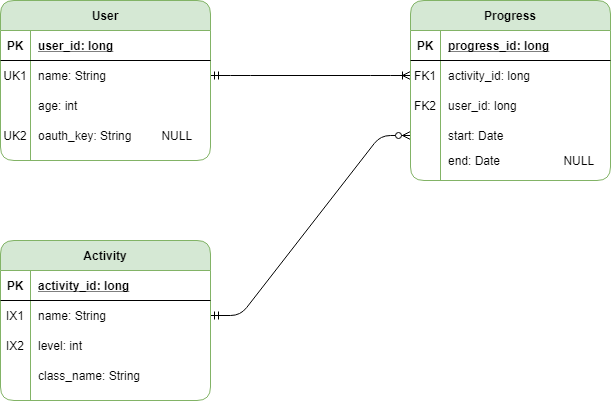 User
PK user_id: long
UK1 name: String
age: int
UK2 oauth_key: String NULL
Progress
PK progress_id: long
FK1 activity_id: long
FK2 user_id: long
start: Date
end: Date NULL
Activity
PK activity_id: long
IX1 name: String
IX2 level: int
class_name: String